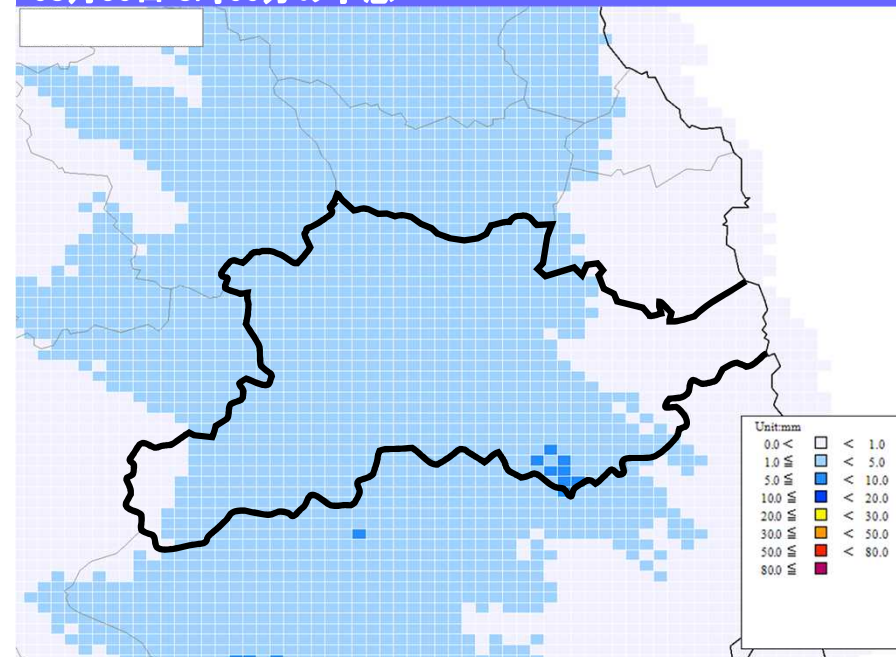 Unit:mm
0.0 < < 1.0
1.0 ≦ < 5.0
5.0 ≦ < 10.0
10.0 ≦ < 20.0
20.0 ≦ < 30.0
30.0 ≦ < 50.0
50.0 ≦ < 80.0
80.0 ≦